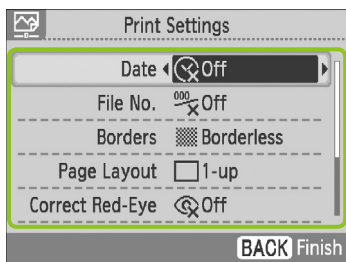 Print Settings
Date Off
File No. 000 Off
Borders Borderless
Page Layout 1-up
Correct Red-Eye Off
BACK Finish